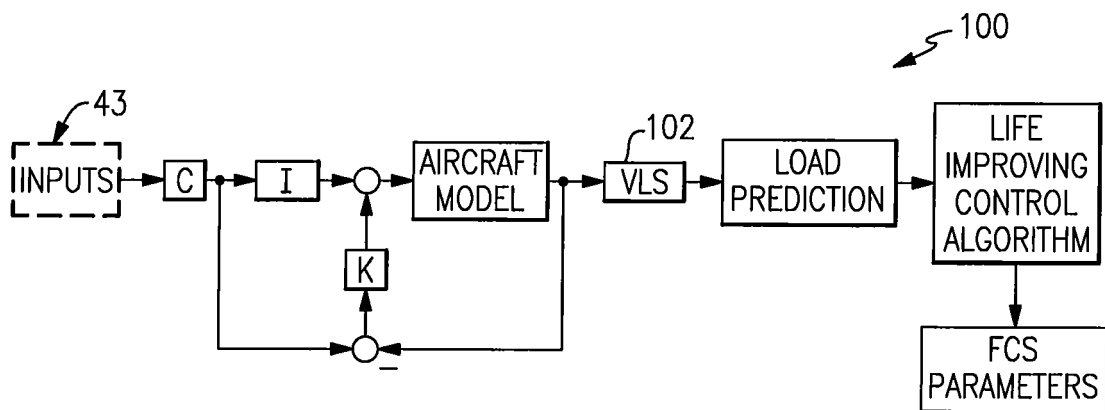 100
43
INPUTS
C
I
AIRCRAFT
MODEL
102
VLS
LOAD
PREDICTION
LIFE
IMPROVING
CONTROL
ALGORITHM
K
–
FCS
PARAMETERS